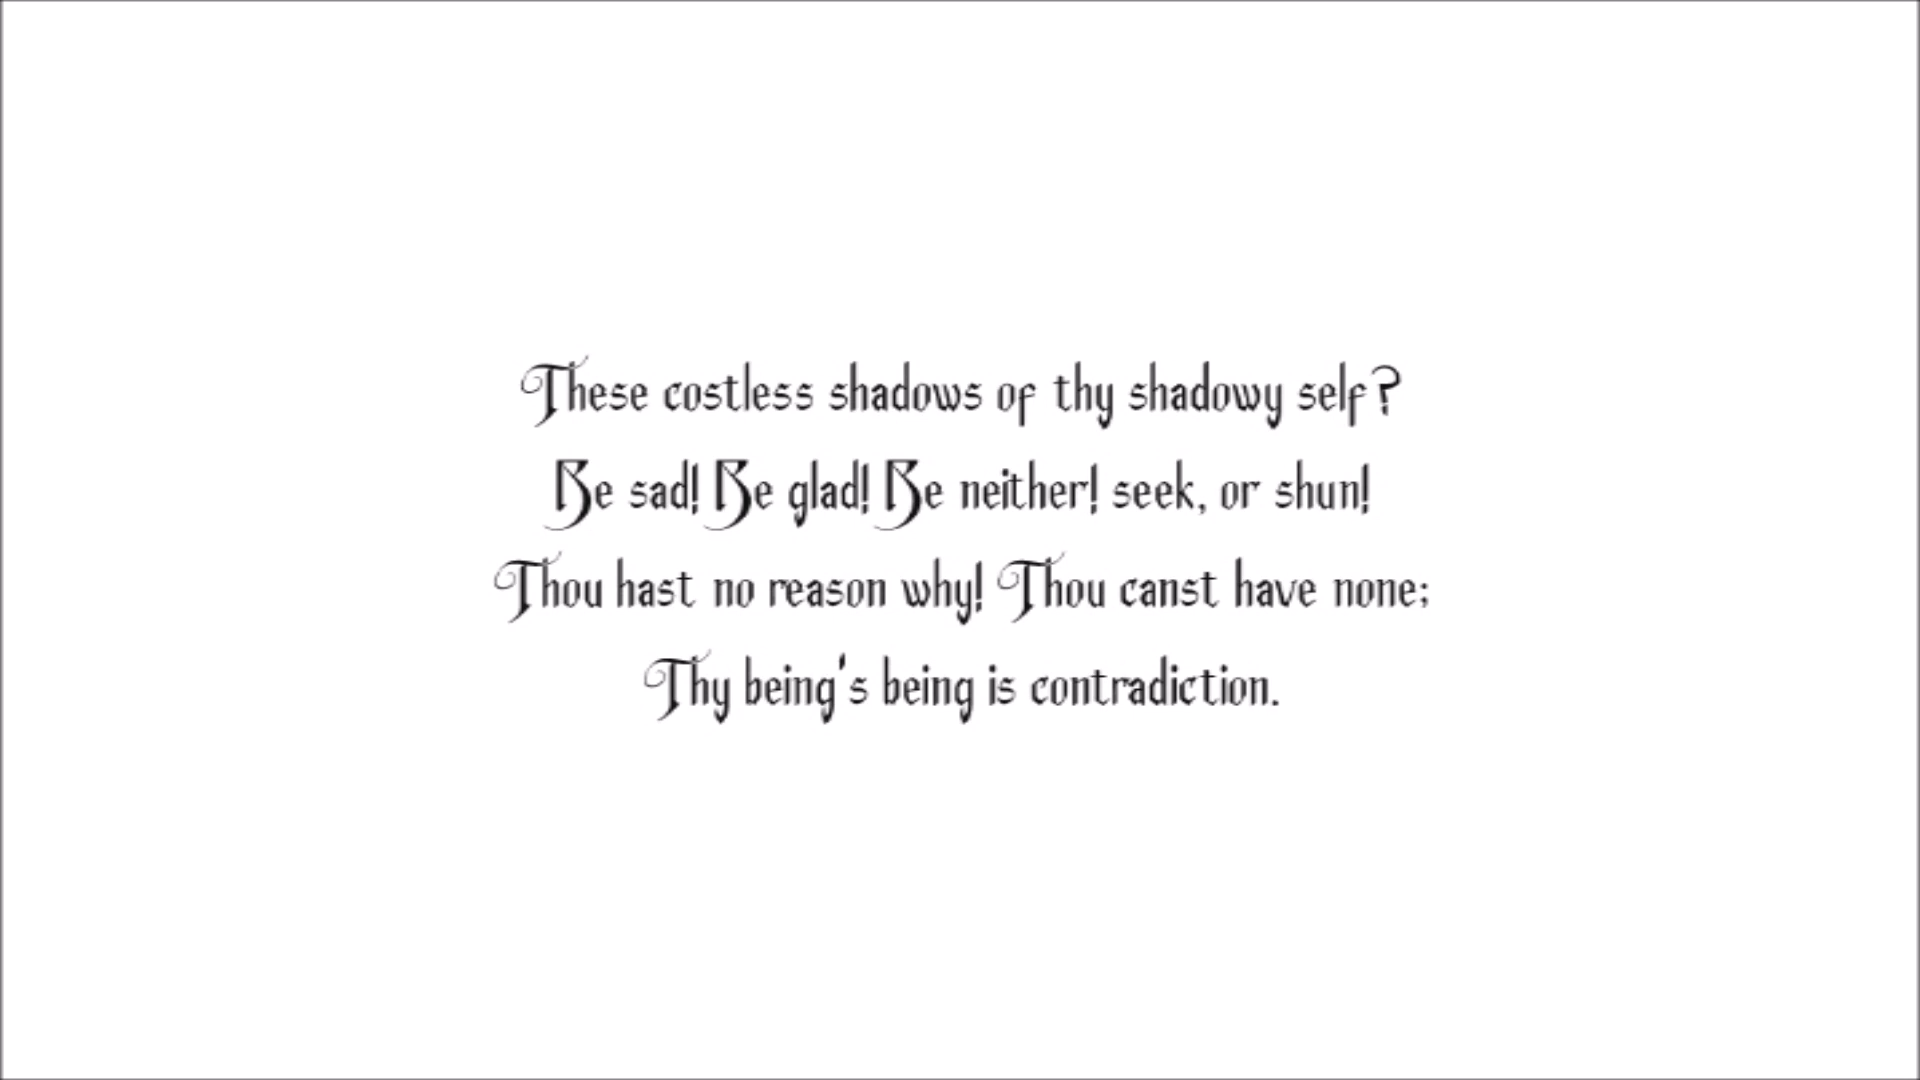 These costless shadows of thy shadowy self?
Be sad! Be glad! Be neither! seek, or shun!
Thou hast no reason why! Thou canst have none;
Thy being's being is contradiction.